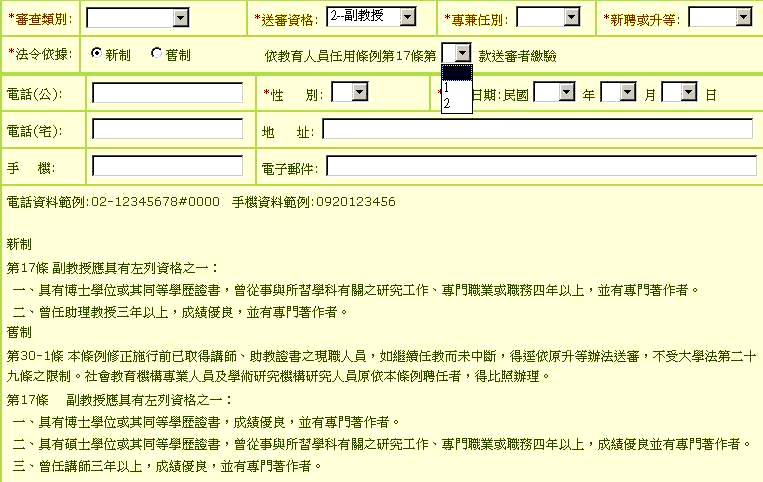 *審查類別: *送審資格: 2--副教授 *專兼任別: *新聘或升等:
*法令依據: 新制 舊制 依教育人員任用條例第17條第 款送審者繳驗
1
2
電話(公): *性 別: * 日期:民國 年 月 日
電話(宅): 地 址:
手 機: 電子郵件:
電話資料範例:02-12345678#0000 手機資料範例:0920123456
新制
第17條 副教授應具有左列資格之一：
一、具有博士學位或其同等學歷證書，曾從事與所習學科有關之研究工作、專門職業或職務四年以上，並有專門著作者。
二、曾任助理教授三年以上，成績優良，並有專門著作者。
舊制
第30-1條 本條例修正施行前已取得講師、助教證書之現職人員，如繼續任教而未中斷，得逕依原升等辦法送審，不受大學法第二十
九條之限制。社會教育機構專業人員及學術研究機構研究人員原依本條例聘任者，得比照辦理。
第17條 副教授應具有左列資格之一：
一、具有博士學位或其同等學歷證書，成績優良，並有專門著作者。
二、具有碩士學位或其同等學歷證書，曾從事與所習學科有關之研究工作、專門職業或職務四年以上，成績優良並有專門著作者。
三、曾任講師三年以上，成績優良，並有專門著作者。